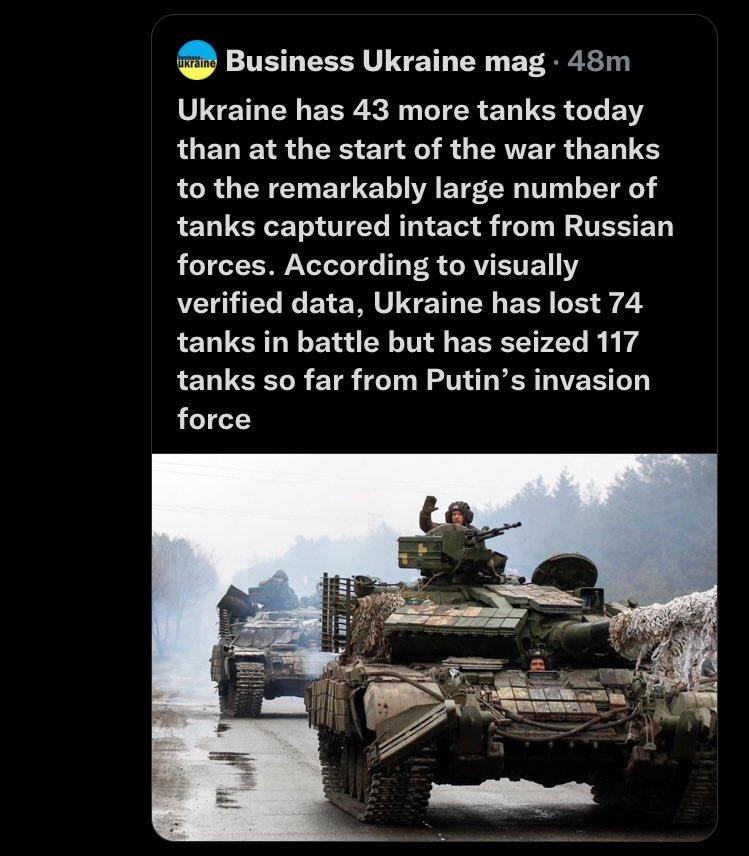 business
ukraine
Business Ukraine mag · 48m
Ukraine has 43 more tanks today
than at the start of the war thanks
to the remarkably large number of
tanks captured intact from Russian
forces. According to visually
verified data, Ukraine has lost 74
tanks in battle but has seized 117
tanks so far from Putin’s invasion
force